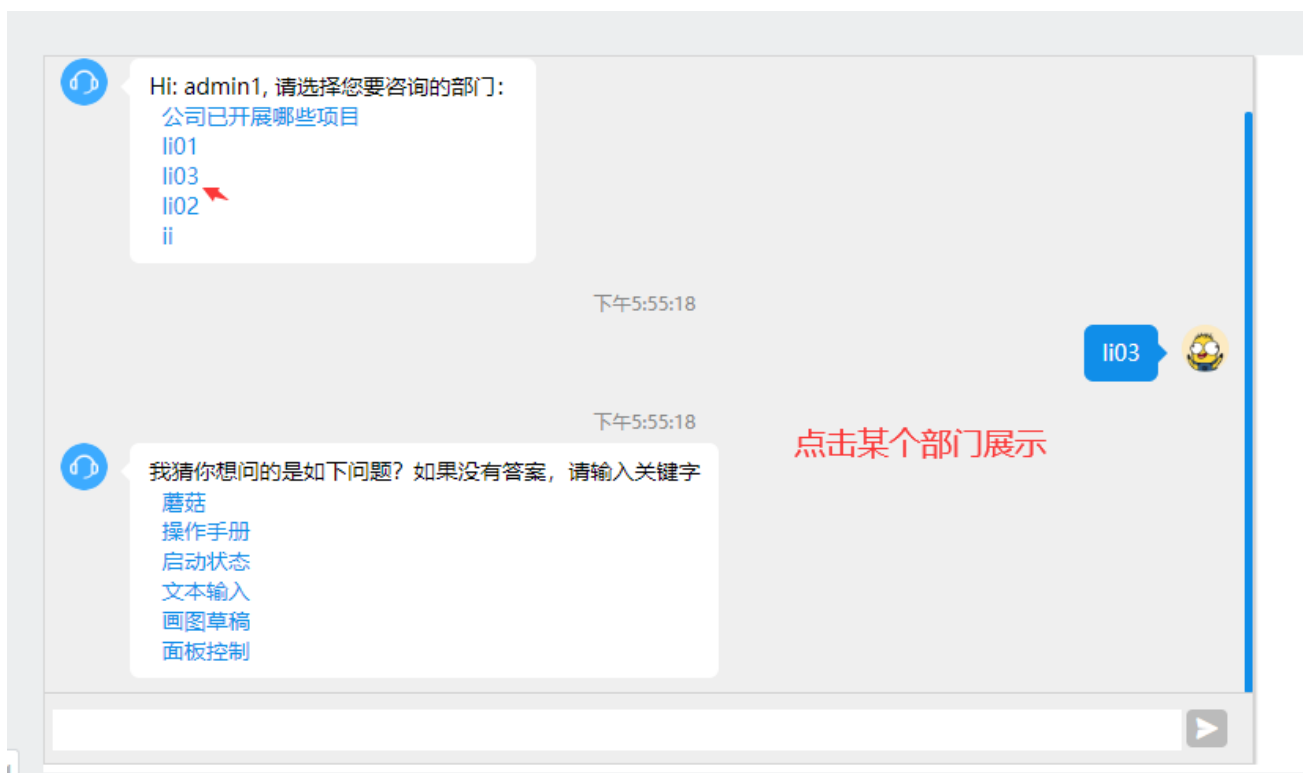 Hi: admin1, 请选择您要咨询的部门：
公司已开展哪些项目
li01
li03
li02
ii
下午5:55:18
li03
下午5:55:18
点击某个部门展示
我猜你想问的是如下问题？如果没有答案，请输入关键字
蘑菇
操作手册
启动状态
文本输入
画图草稿
面板控制